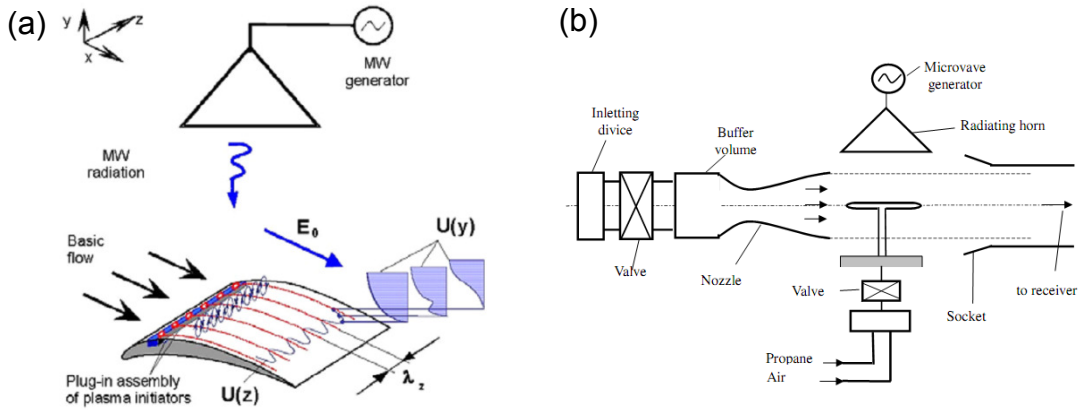 (a)
y
z
x
MW
generator
MW
radiation
E₀
U(y)
Basic
flow
Plug-in assembly
of plasma initiators
U(z)
λ z
(b)
Microvave
generator
Inletting
divice
Buffer
volume
Radiating horn
Valve
Nozzle
Valve
to receiver
Socket
Propane
Air